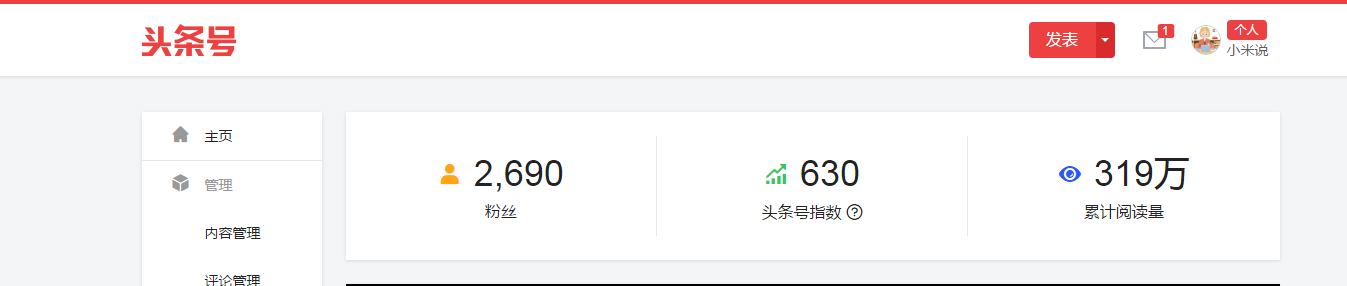 头条号
发表
1
个人
小米说
主页
管理
内容管理
评论管理
2,690
粉丝
630
头条号指数
319万
累计阅读量